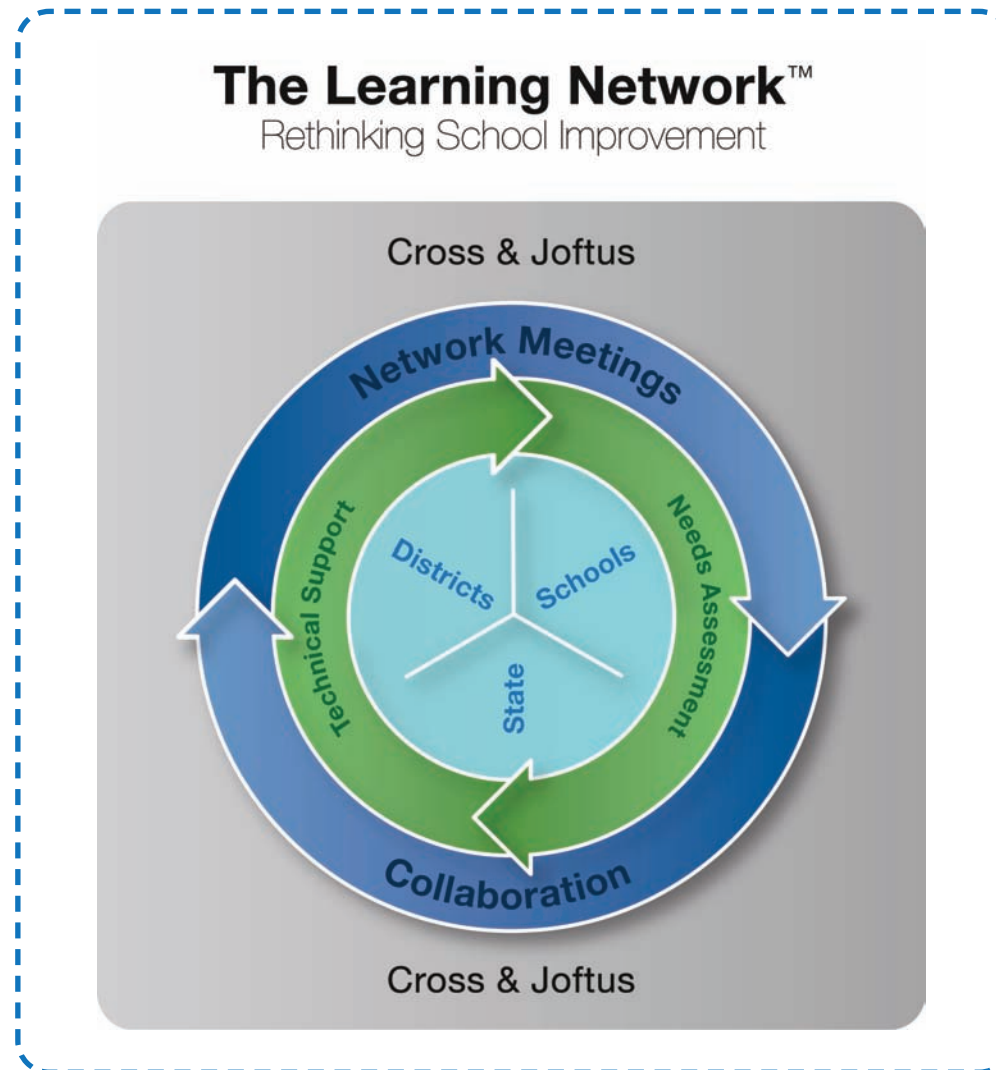 The Learning Network™
Rethinking School Improvement
Cross & Joftus
Network Meetings
Technical Support
Districts
Schools
State
Needs Assessment
Collaboration
Cross & Joftus